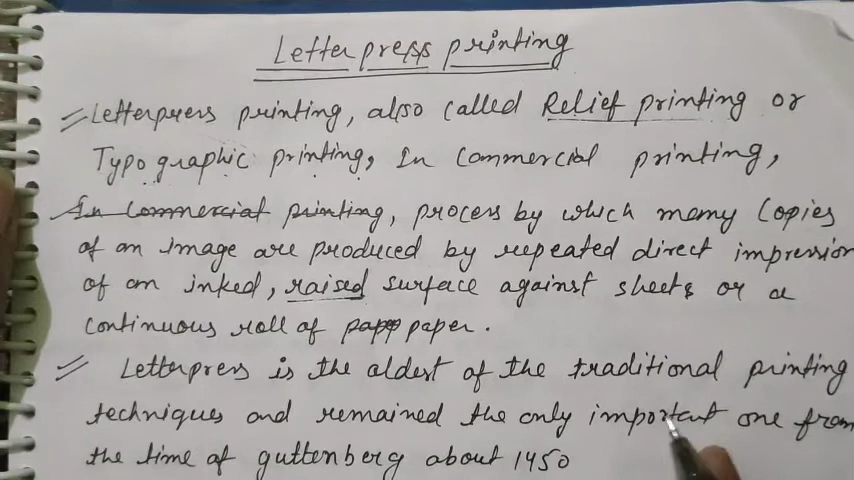 Letterpress printing
Letterpress printing, also called Relief printing or
Typographic printing, In Commercial printing,
In Commercial printing, process by which many Copies
of an image are produced by repeated direct impression
of an inked, raised surface against sheets or a
continuous roll of papp paper.
Letterpress is the oldest of the traditional printing
techniques and remained the only important one from
the time of guttenberg about 1450